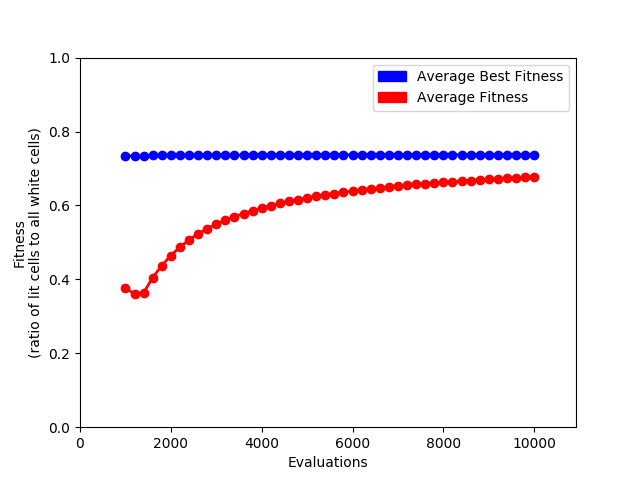 Average Best Fitness
Average Fitness
1.0
0.8
0.6
0.4
0.2
0.0
Fitness
(ratio of lit cells to all white cells)
0
2000
4000
6000
8000
10000
Evaluations